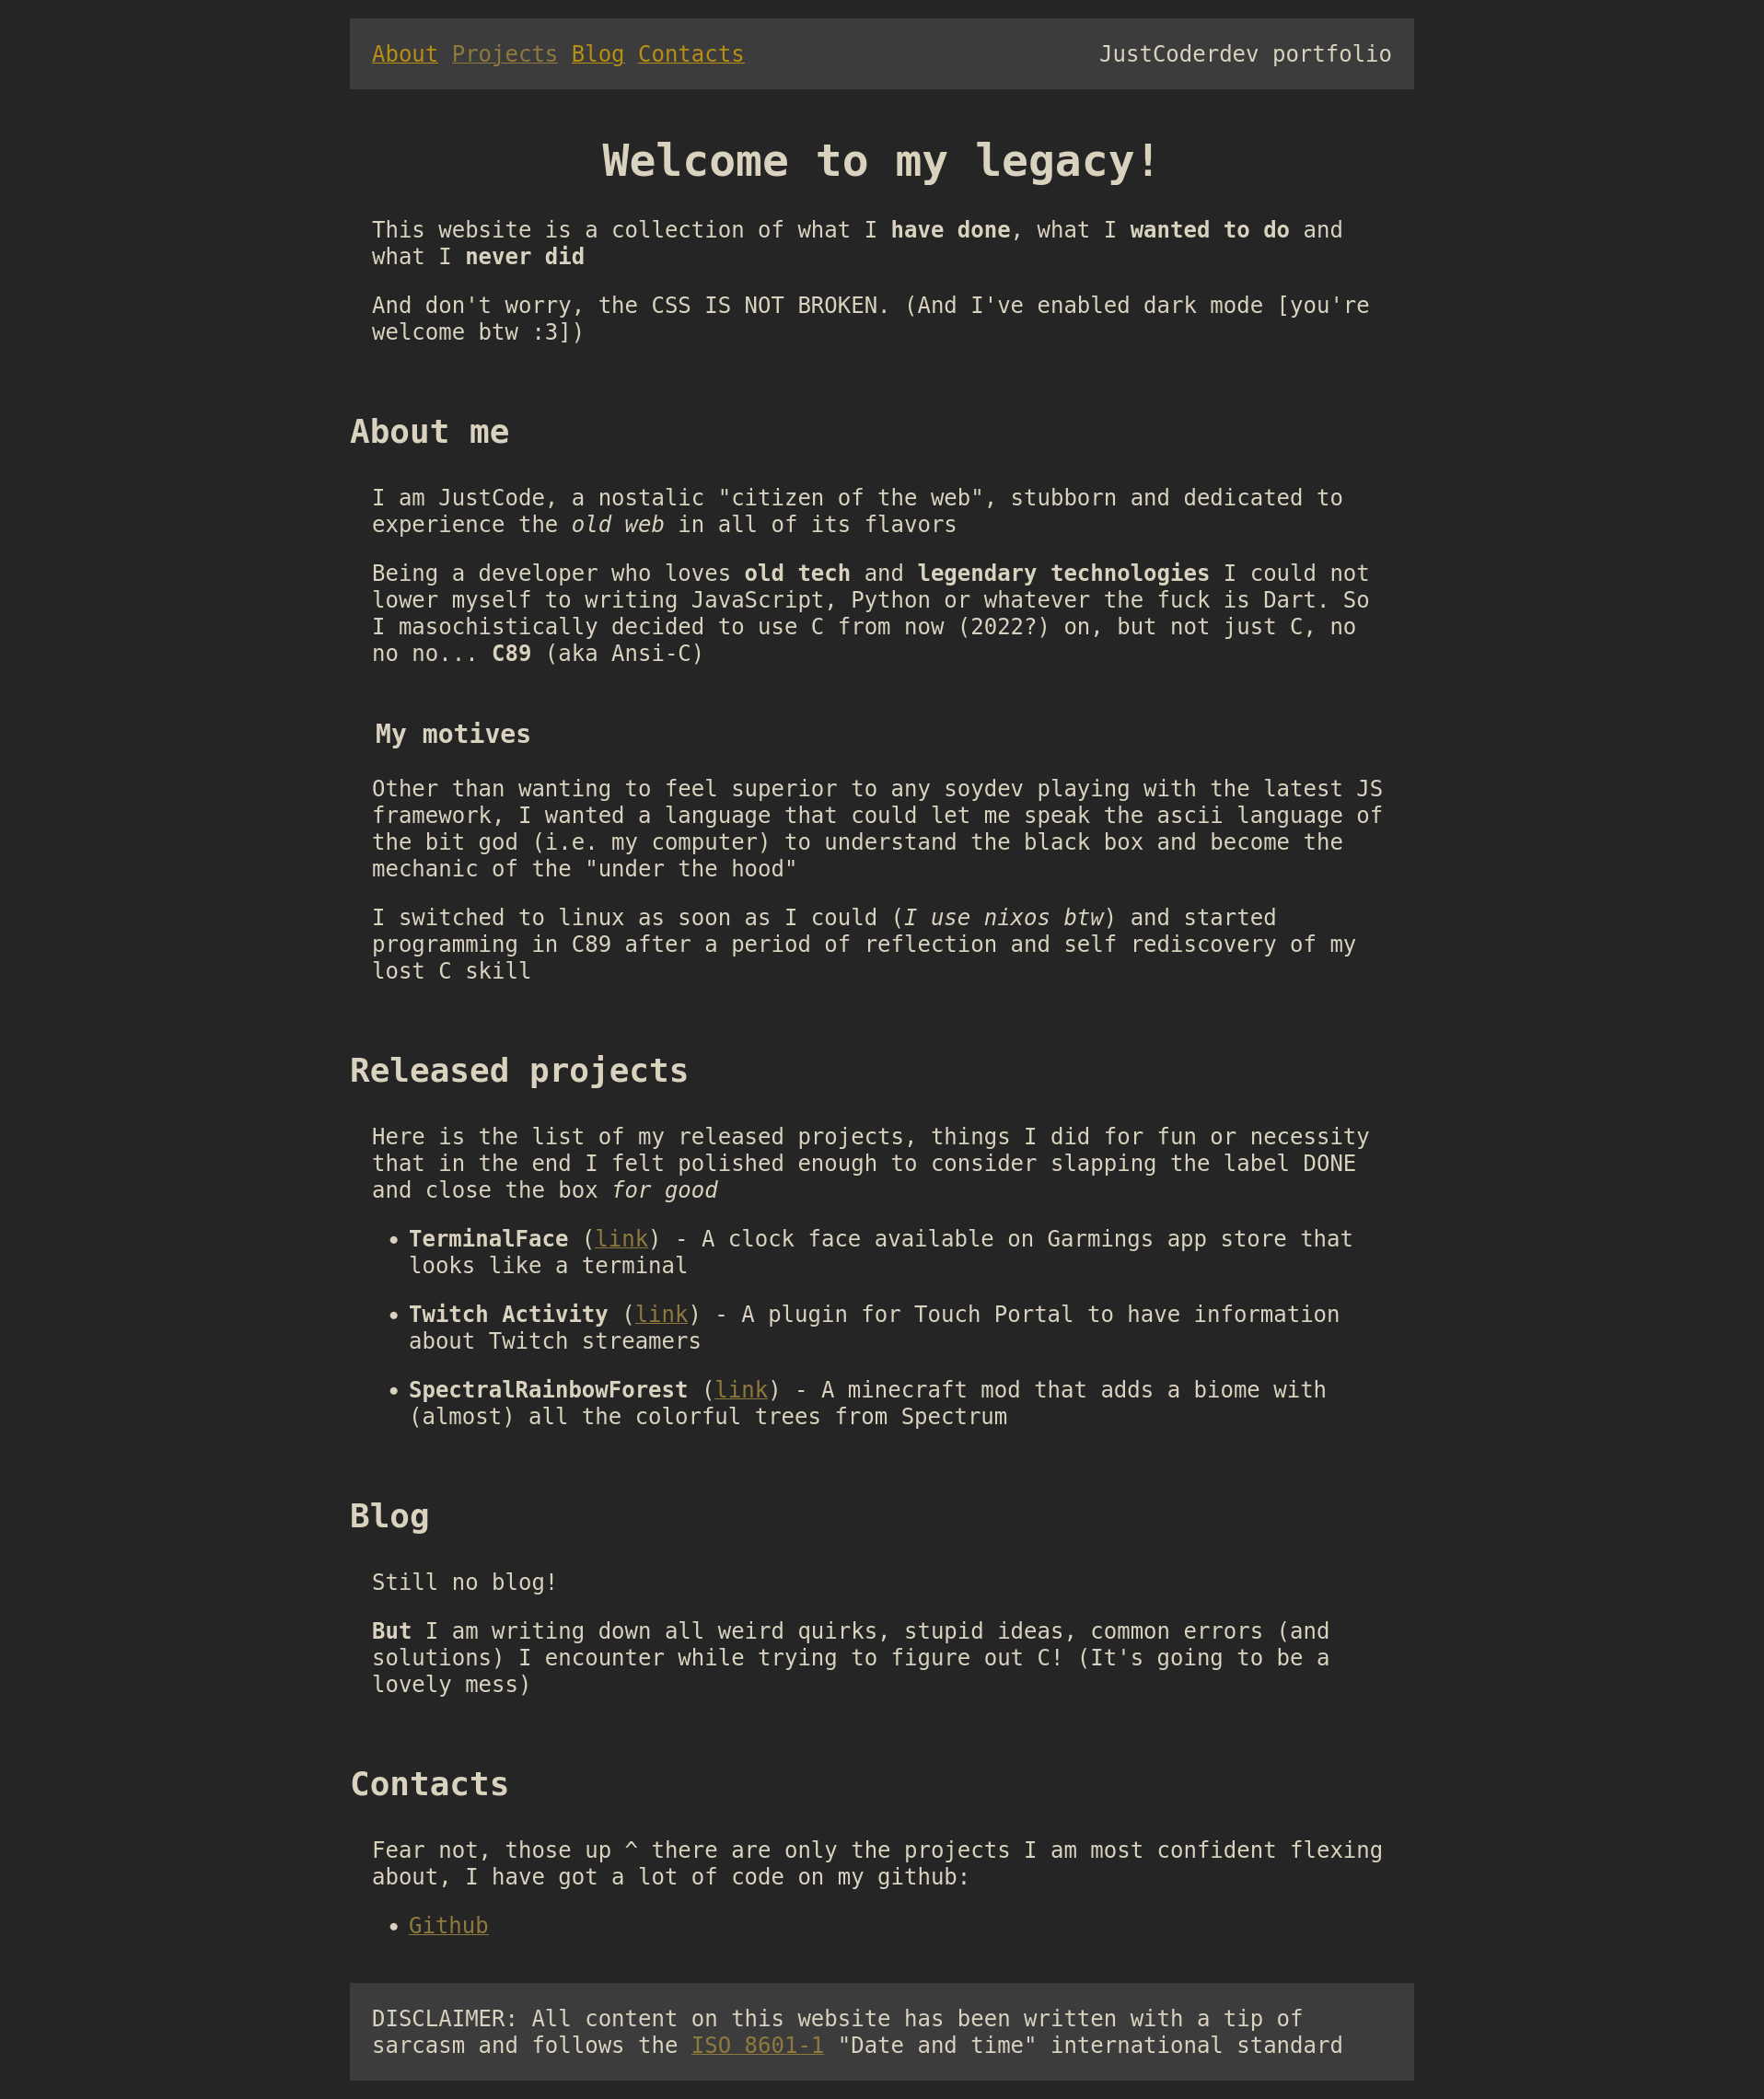 About Projects Blog Contacts JustCoderdev portfolio
Welcome to my legacy!
This website is a collection of what I have done, what I wanted to do and
what I never did
And don't worry, the CSS IS NOT BROKEN. (And I've enabled dark mode [you're
welcome btw :3])
About me
I am JustCode, a nostalic "citizen of the web", stubborn and dedicated to
experience the old web in all of its flavors
Being a developer who loves old tech and legendary technologies I could not
lower myself to writing JavaScript, Python or whatever the fuck is Dart. So
I masochistically decided to use C from now (2022?) on, but not just C, no
no no... C89 (aka Ansi-C)
My motives
Other than wanting to feel superior to any soydev playing with the latest JS
framework, I wanted a language that could let me speak the ascii language of
the bit god (i.e. my computer) to understand the black box and become the
mechanic of the "under the hood"
I switched to linux as soon as I could (I use nixos btw) and started
programming in C89 after a period of reflection and self rediscovery of my
lost C skill
Released projects
Here is the list of my released projects, things I did for fun or necessity
that in the end I felt polished enough to consider slapping the label DONE
and close the box for good
• TerminalFace (link) - A clock face available on Garmings app store that
looks like a terminal
• Twitch Activity (link) - A plugin for Touch Portal to have information
about Twitch streamers
• SpectralRainbowForest (link) - A minecraft mod that adds a biome with
(almost) all the colorful trees from Spectrum
Blog
Still no blog!
But I am writing down all weird quirks, stupid ideas, common errors (and
solutions) I encounter while trying to figure out C! (It's going to be a
lovely mess)
Contacts
Fear not, those up ^ there are only the projects I am most confident flexing
about, I have got a lot of code on my github:
• Github
DISCLAIMER: All content on this website has been written with a tip of
sarcasm and follows the ISO 8601-1 "Date and time" international standard